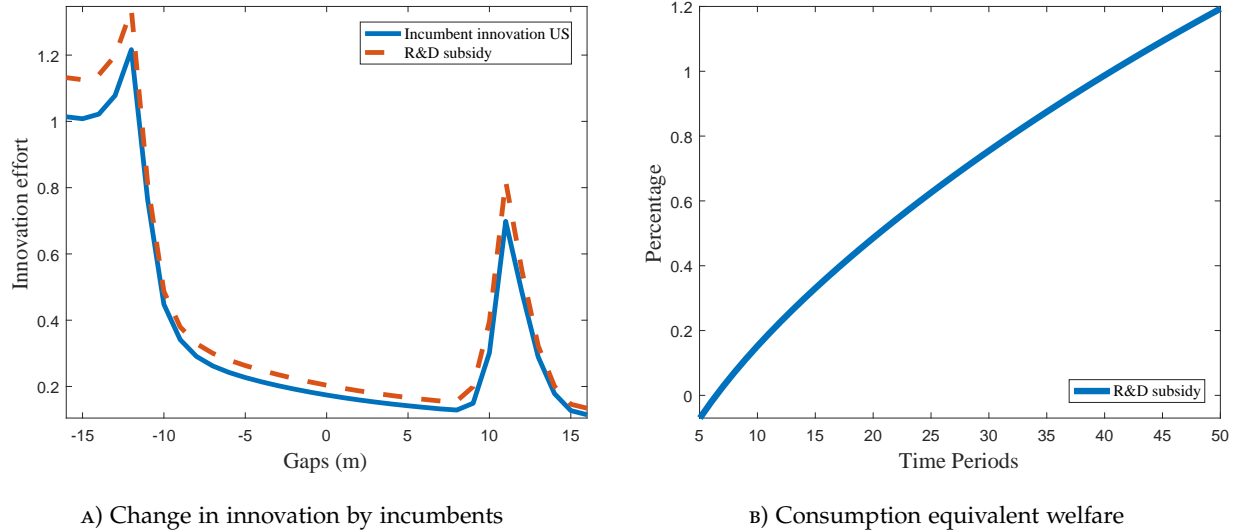 1.2
1
0.8
0.6
0.4
0.2
Innovation effort
Incumbent innovation US
R&D subsidy
-15 -10 -5 0 5 10 15
Gaps (m)
A) Change in innovation by incumbents
1.2
1
0.8
0.6
0.4
0.2
0
Percentage
R&D subsidy
5 10 15 20 25 30 35 40 45 50
Time Periods
B) Consumption equivalent welfare